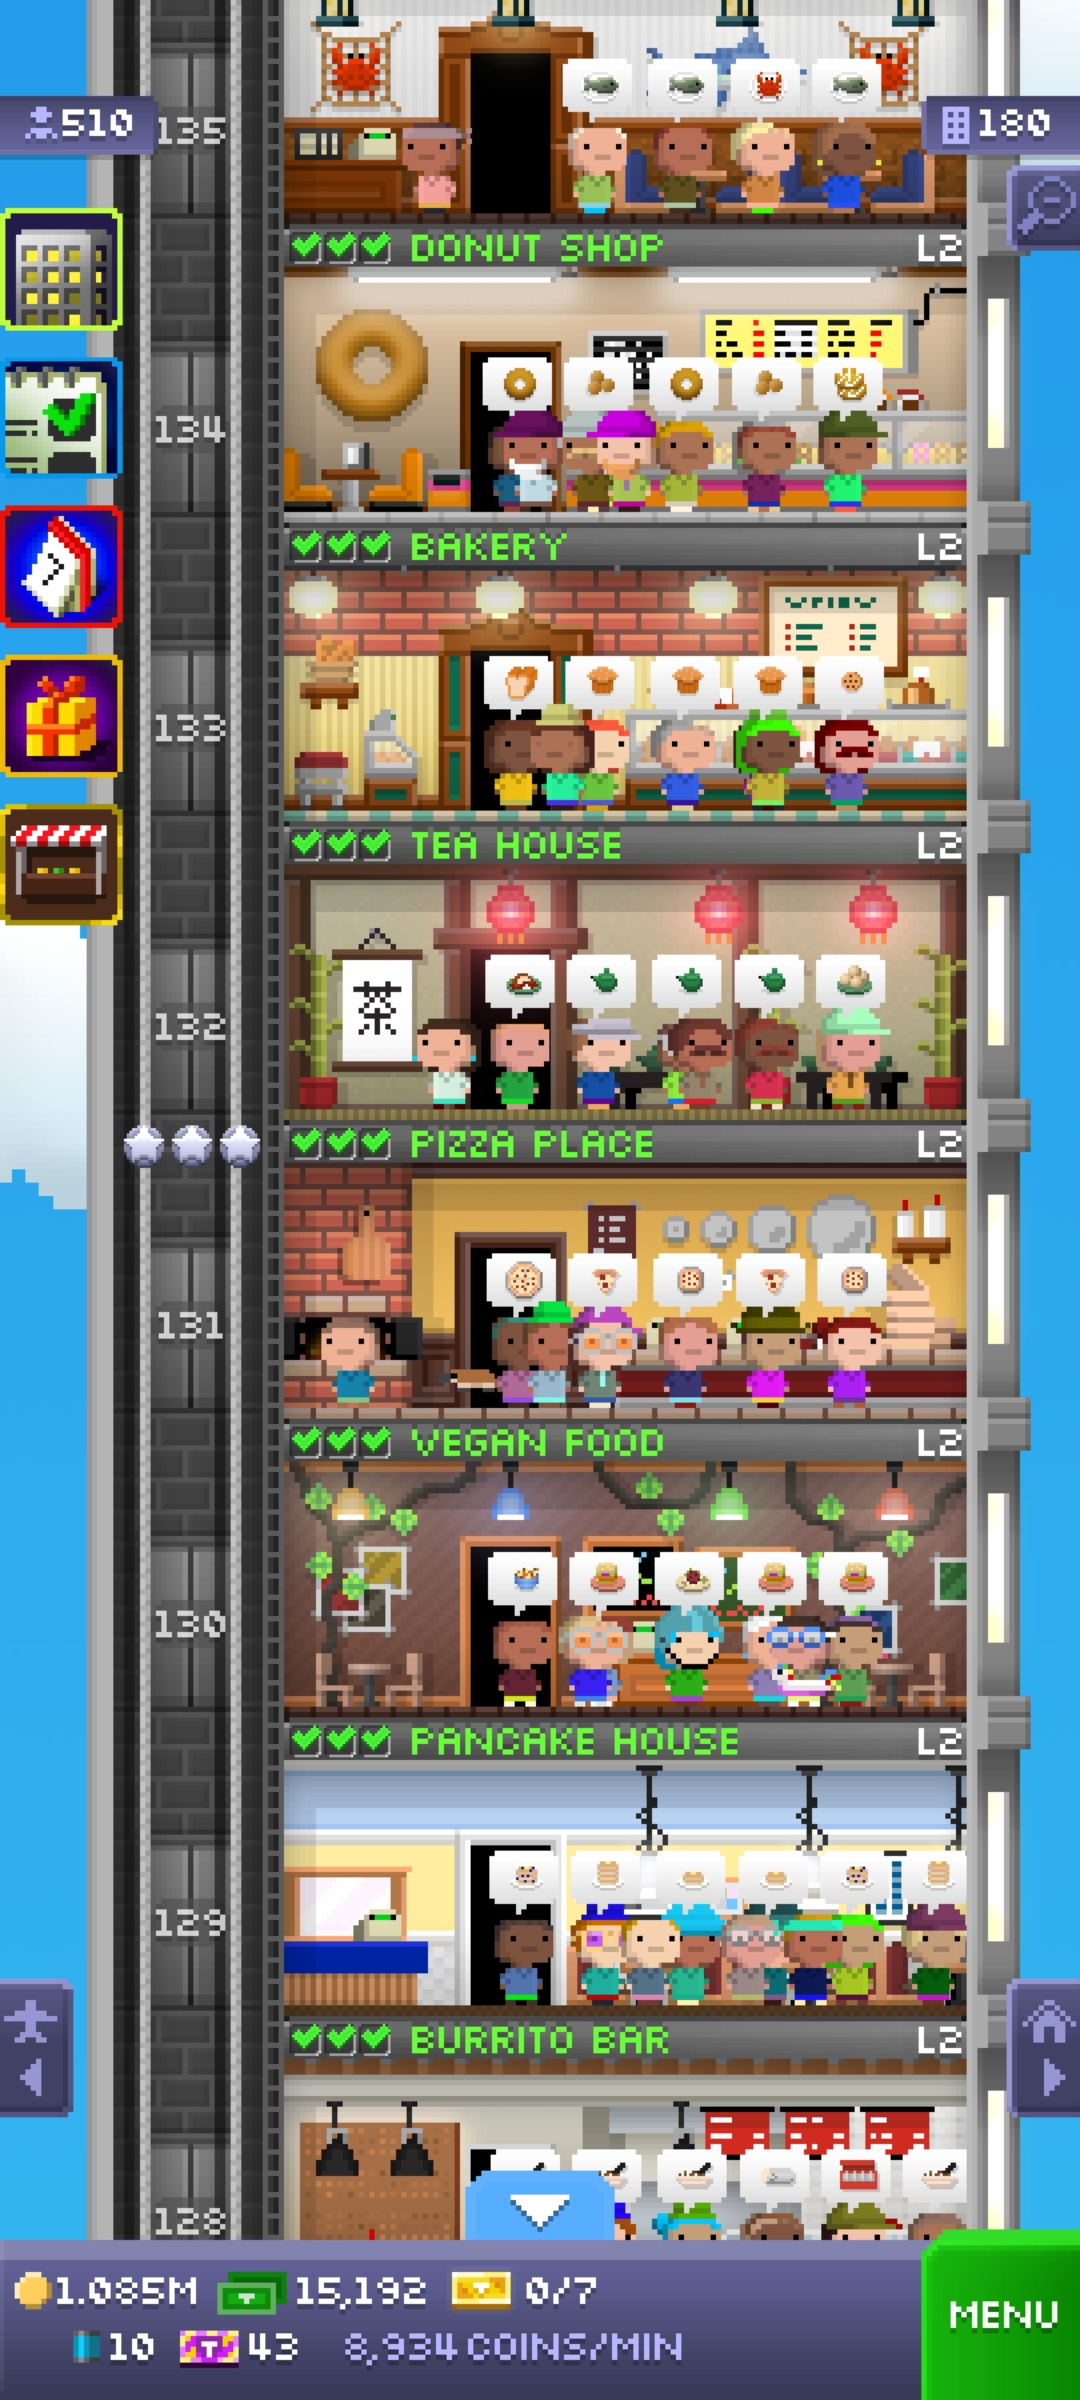 510
135
180
DONUT SHOP L2
134
BAKERY L2
133
TEA HOUSE L2
茶
132
PIZZA PLACE L2
131
VEGAN FOOD L2
130
PANCAKE HOUSE L2
129
BURRITO BAR L2
128
1.085M 15,192 0/7
10 43 8,934 COINS/MIN
MENU